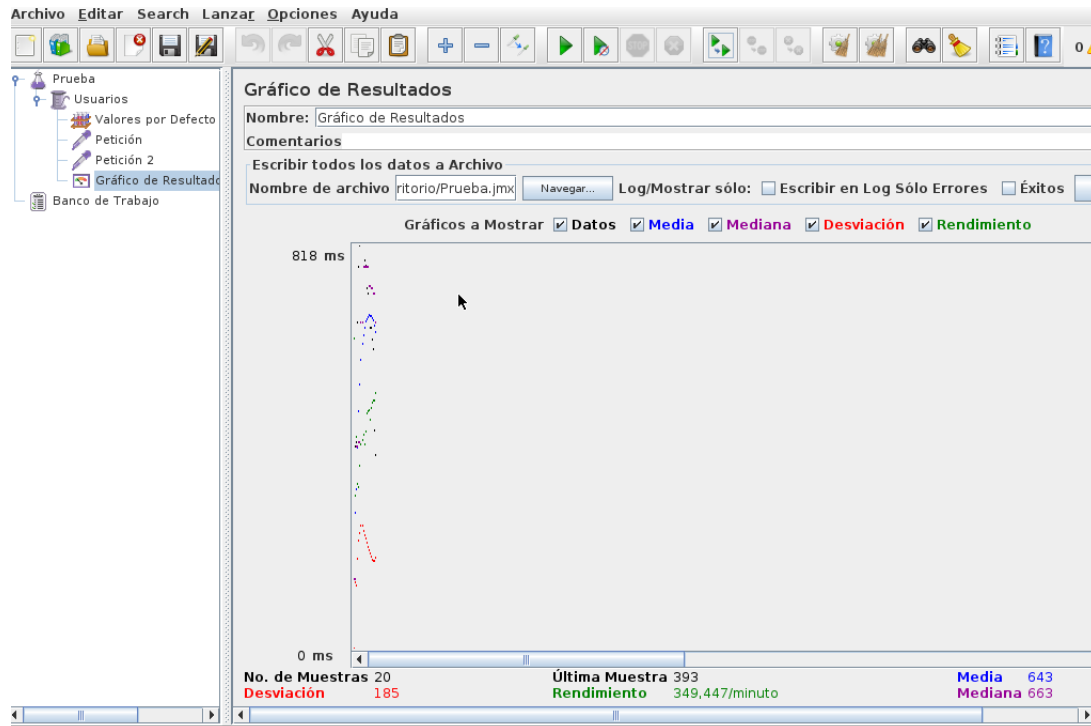 Archivo Editar Search Lanzar Opciones Ayuda
STOP
0
Prueba
Usuarios
Valores por Defecto
Petición
Petición 2
Gráfico de Resultado
Banco de Trabajo
Gráfico de Resultados
Nombre: Gráfico de Resultados
Comentarios
Escribir todos los datos a Archivo
Nombre de archivo ritorio/Prueba.jmx Navegar... Log/Mostrar sólo: Escribir en Log Sólo Errores Éxitos
Gráficos a Mostrar Datos Media Mediana Desviación Rendimiento
818 ms
0 ms
No. de Muestras 20 Última Muestra 393 Media 643
Desviación 185 Rendimiento 349,447/minuto Mediana 663